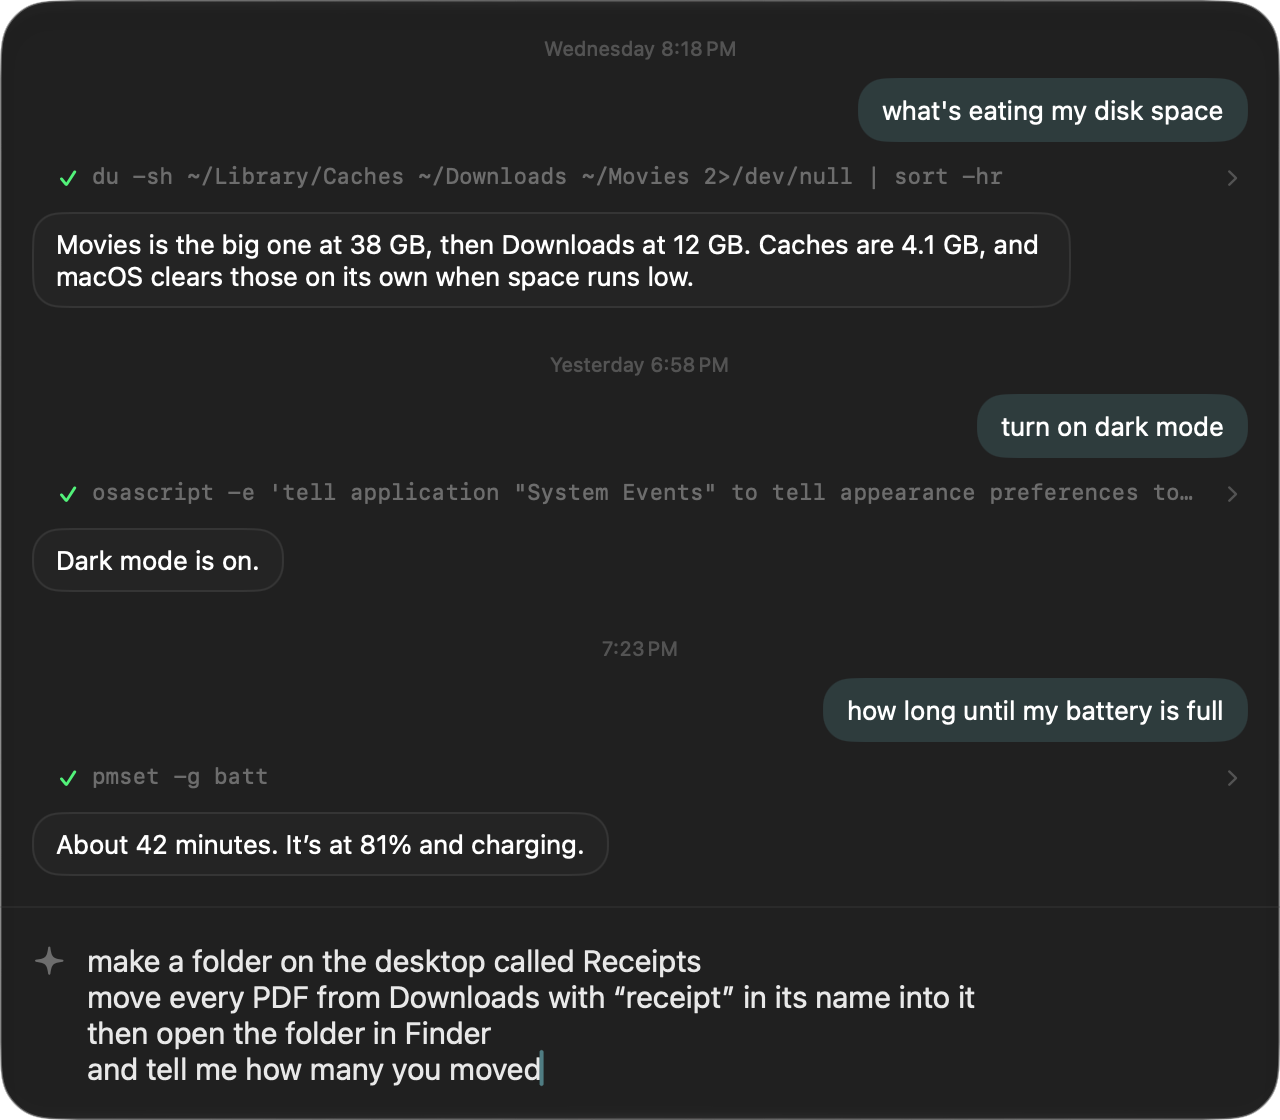 Wednesday 8:18 PM
what's eating my disk space
du -sh ~/Library/Caches ~/Downloads ~/Movies 2>/dev/null | sort -hr
Movies is the big one at 38 GB, then Downloads at 12 GB. Caches are 4.1 GB, and
macOS clears those on its own when space runs low.
Yesterday 6:58 PM
turn on dark mode
osascript -e 'tell application "System Events" to tell appearance preferences to…
Dark mode is on.
7:23 PM
how long until my battery is full
pmset -g batt
About 42 minutes. It’s at 81% and charging.
make a folder on the desktop called Receipts
move every PDF from Downloads with “receipt” in its name into it
then open the folder in Finder
and tell me how many you moved